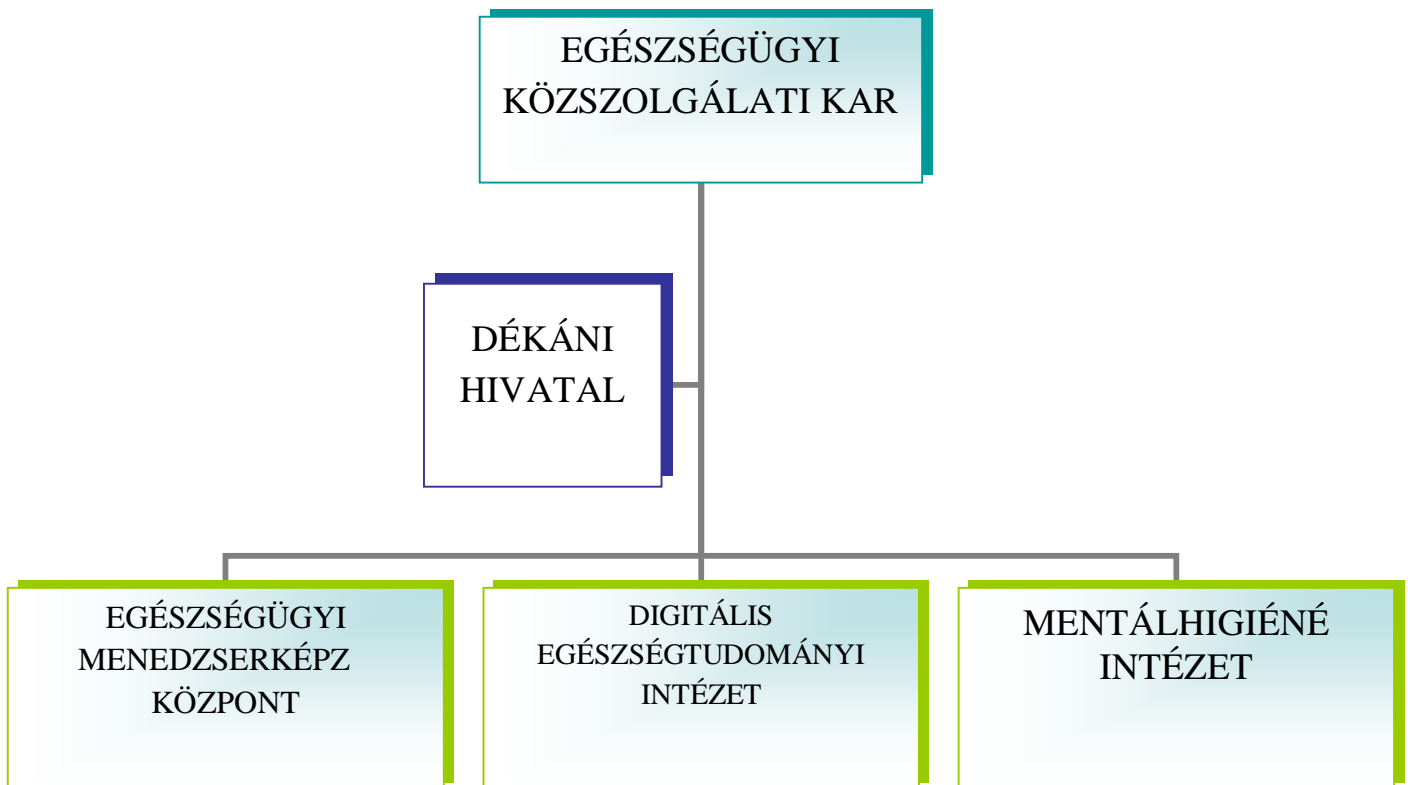 EGÉSZSÉGÜGYI
KÖZSZOLGÁLATI KAR
DÉKÁNI
HIVATAL
EGÉSZSÉGÜGYI
MENEDZSERKÉPZ
KÖZPONT
DIGITÁLIS
EGÉSZSÉGTUDOMÁNYI
INTÉZET
MENTÁLHIGIÉNÉ
INTÉZET